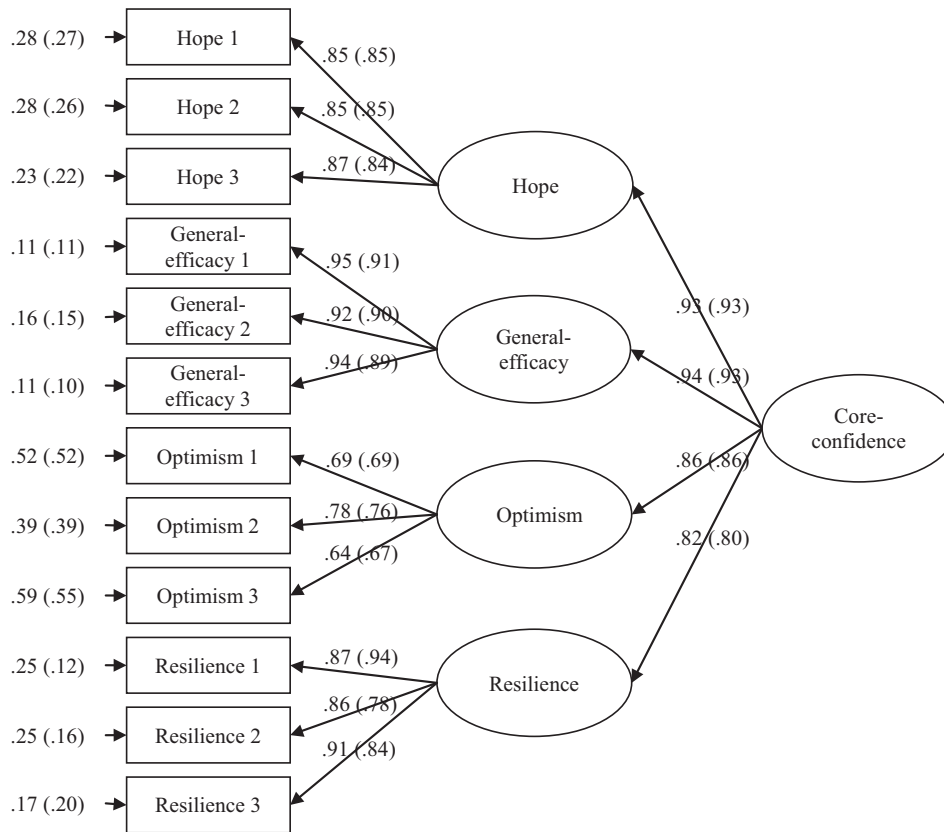 .28 (.27)
Hope 1
.85 (.85)
.28 (.26)
Hope 2
.85 (.85)
.23 (.22)
Hope 3
.87 (.84)
Hope
.11 (.11)
General-
efficacy 1
.95 (.91)
.93 (.93)
.16 (.15)
General-
efficacy 2
.92 (.90)
General-
efficacy
.11 (.10)
General-
efficacy 3
.94 (.89)
.94 (.93)
Core-
confidence
.52 (.52)
Optimism 1
.69 (.69)
.86 (.86)
.39 (.39)
Optimism 2
.78 (.76)
Optimism
.82 (.80)
.59 (.55)
Optimism 3
.64 (.67)
.25 (.12)
Resilience 1
.87 (.94)
Resilience
.25 (.16)
Resilience 2
.86 (.78)
.91 (.84)
.17 (.20)
Resilience 3